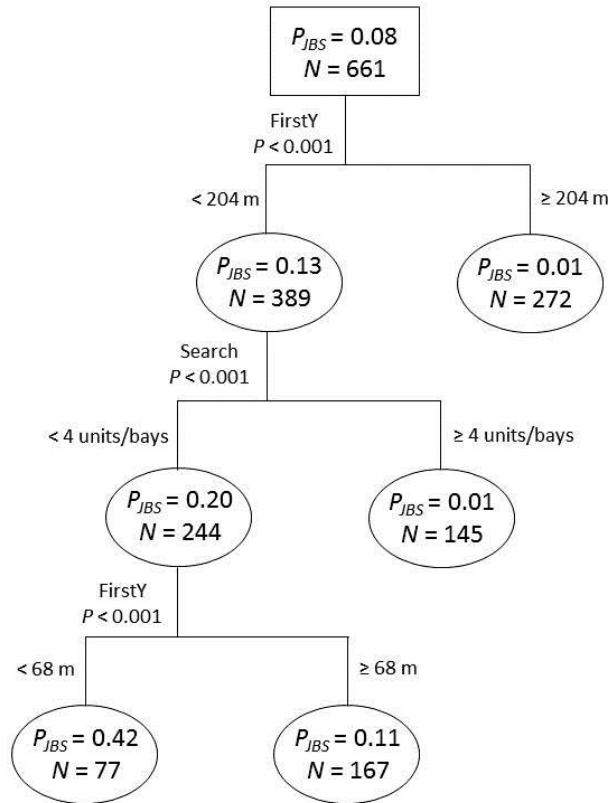 P_JBS = 0.08
N = 661
FirstY
P < 0.001
< 204 m
≥ 204 m
P_JBS = 0.13
N = 389
P_JBS = 0.01
N = 272
Search
P < 0.001
< 4 units/bays
≥ 4 units/bays
P_JBS = 0.20
N = 244
P_JBS = 0.01
N = 145
FirstY
P < 0.001
< 68 m
≥ 68 m
P_JBS = 0.42
N = 77
P_JBS = 0.11
N = 167